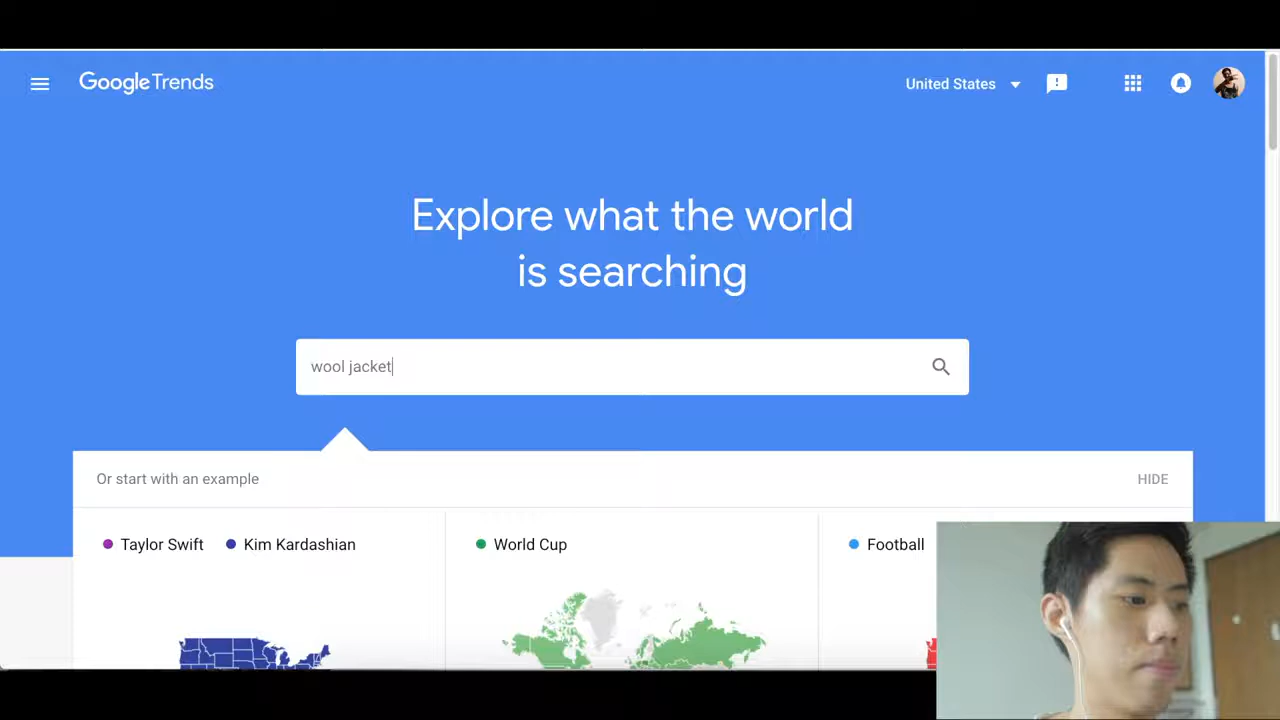 Google Trends
United States
Explore what the world
is searching
wool jacket
Or start with an example
HIDE
Taylor Swift
Kim Kardashian
World Cup
Football